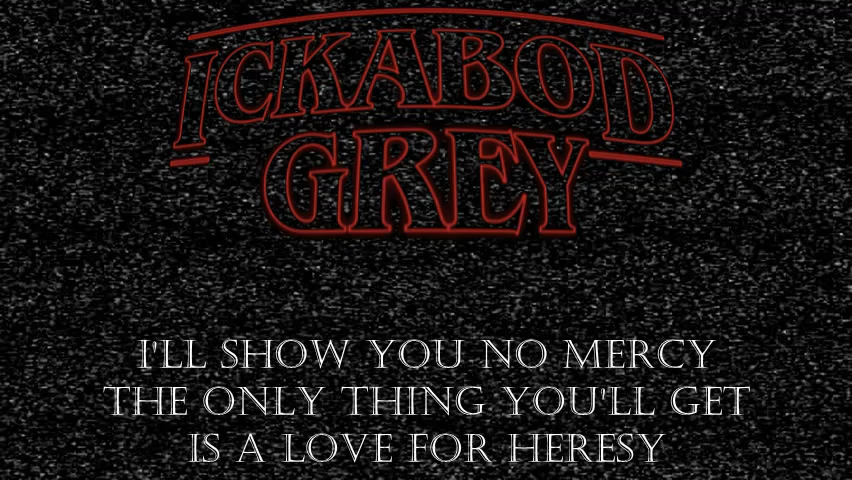 ICKABOD
GREY
I'LL SHOW YOU NO MERCY
THE ONLY THING YOU'LL GET
IS A LOVE FOR HERESY